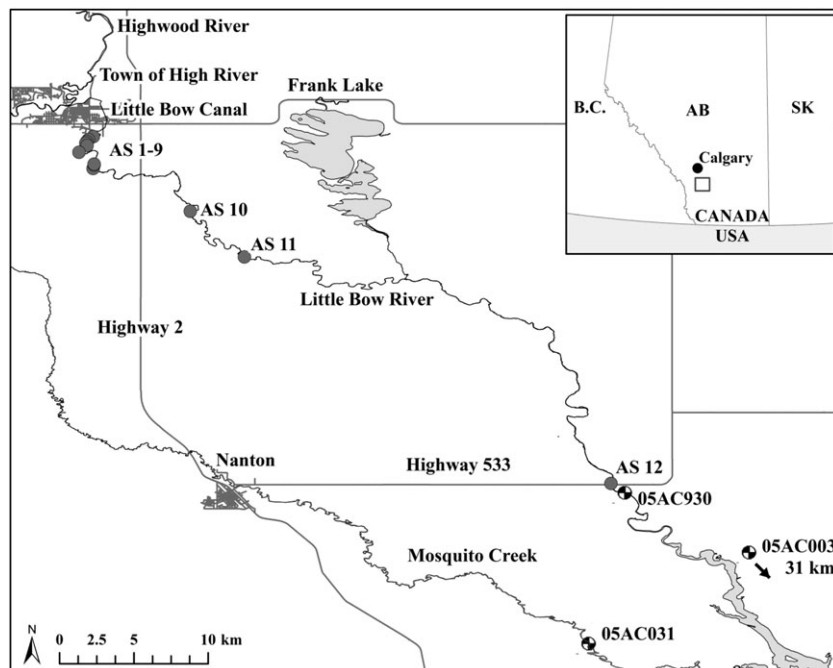 Highwood River
Town of High River
Little Bow Canal
Frank Lake
AS 1-9
AS 10
AS 11
Little Bow River
Highway 2
Nanton
Highway 533
AS 12
05AC930
05AC003
31 km
Mosquito Creek
05AC031
N
0 2.5 5 10 km
B.C.
AB
SK
Calgary
CANADA
USA